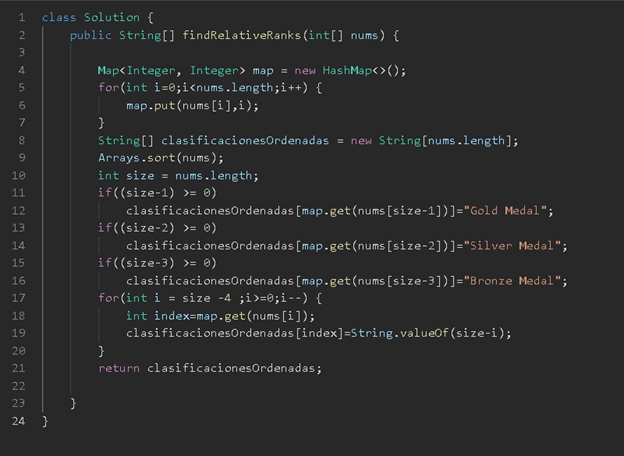 1 class Solution {
2     public String[] findRelativeRanks(int[] nums) {
3
4         Map<Integer, Integer> map = new HashMap<>();
5         for(int i=0;i<nums.length;i++) {
6             map.put(nums[i],i);
7         }
8         String[] clasificacionesOrdenadas = new String[nums.length];
9         Arrays.sort(nums);
10         int size = nums.length;
11         if((size-1) >= 0)
12             clasificacionesOrdenadas[map.get(nums[size-1])]="Gold Medal";
13         if((size-2) >= 0)
14             clasificacionesOrdenadas[map.get(nums[size-2])]="Silver Medal";
15         if((size-3) >= 0)
16             clasificacionesOrdenadas[map.get(nums[size-3])]="Bronze Medal";
17         for(int i = size -4 ;i>=0;i--) {
18             int index=map.get(nums[i]);
19             clasificacionesOrdenadas[index]=String.valueOf(size-i);
20         }
21         return clasificacionesOrdenadas;
22
23     }
24 }